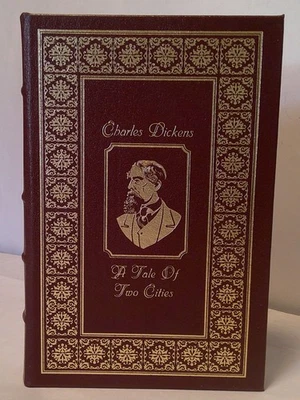 Charles Dickens
A Tale Of
Two Cities